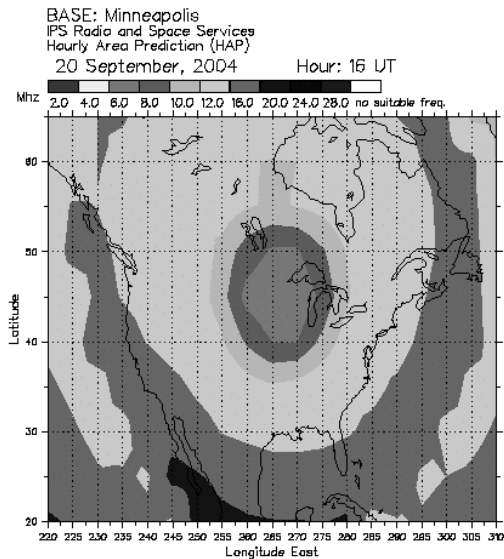 BASE: Minneapolis
IPS Radio and Space Services
Hourly Area Prediction (HAP)
20 September, 2004 Hour: 16 UT
Mhz 2.0 4.0 6.0 8.0 10.0 12.0 16.0 20.0 24.0 28.0 no suitable freq.
60
50
40
30
20
Latitude
220 225 230 235 240 245 250 255 260 265 270 275 280 285 290 295 300 305 310
Longitude East